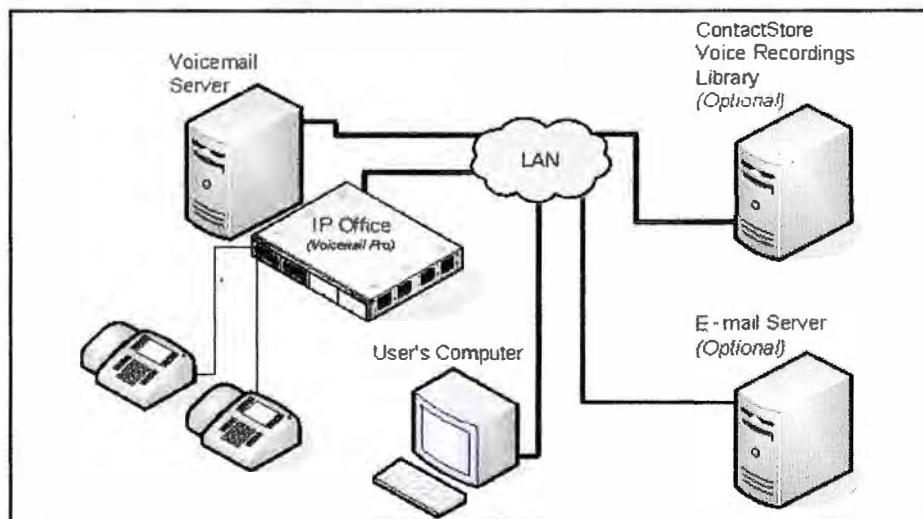 Voicemail
Server
ContactStore
Voice Recordings
Library
(Optional)
LAN
IP Office
(Voicemail Pro)
User's Computer
E-mail Server
(Optional)